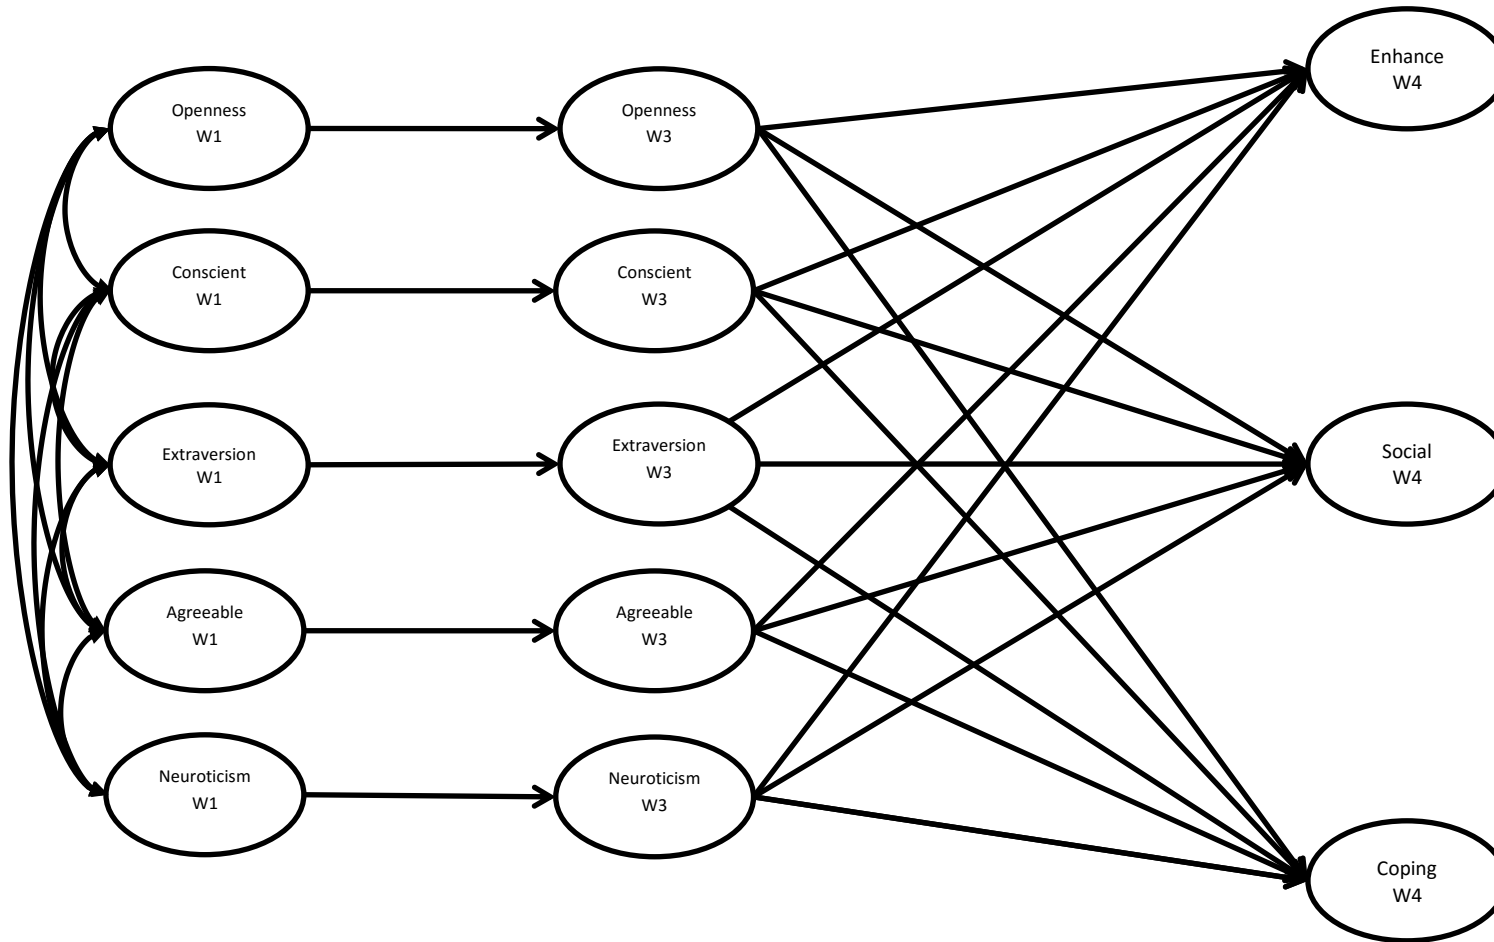 Openness
W1
Openness
W3
Enhance
W4
Conscient
W1
Conscient
W3
Extraversion
W1
Extraversion
W3
Social
W4
Agreeable
W1
Agreeable
W3
Neuroticism
W1
Neuroticism
W3
Coping
W4